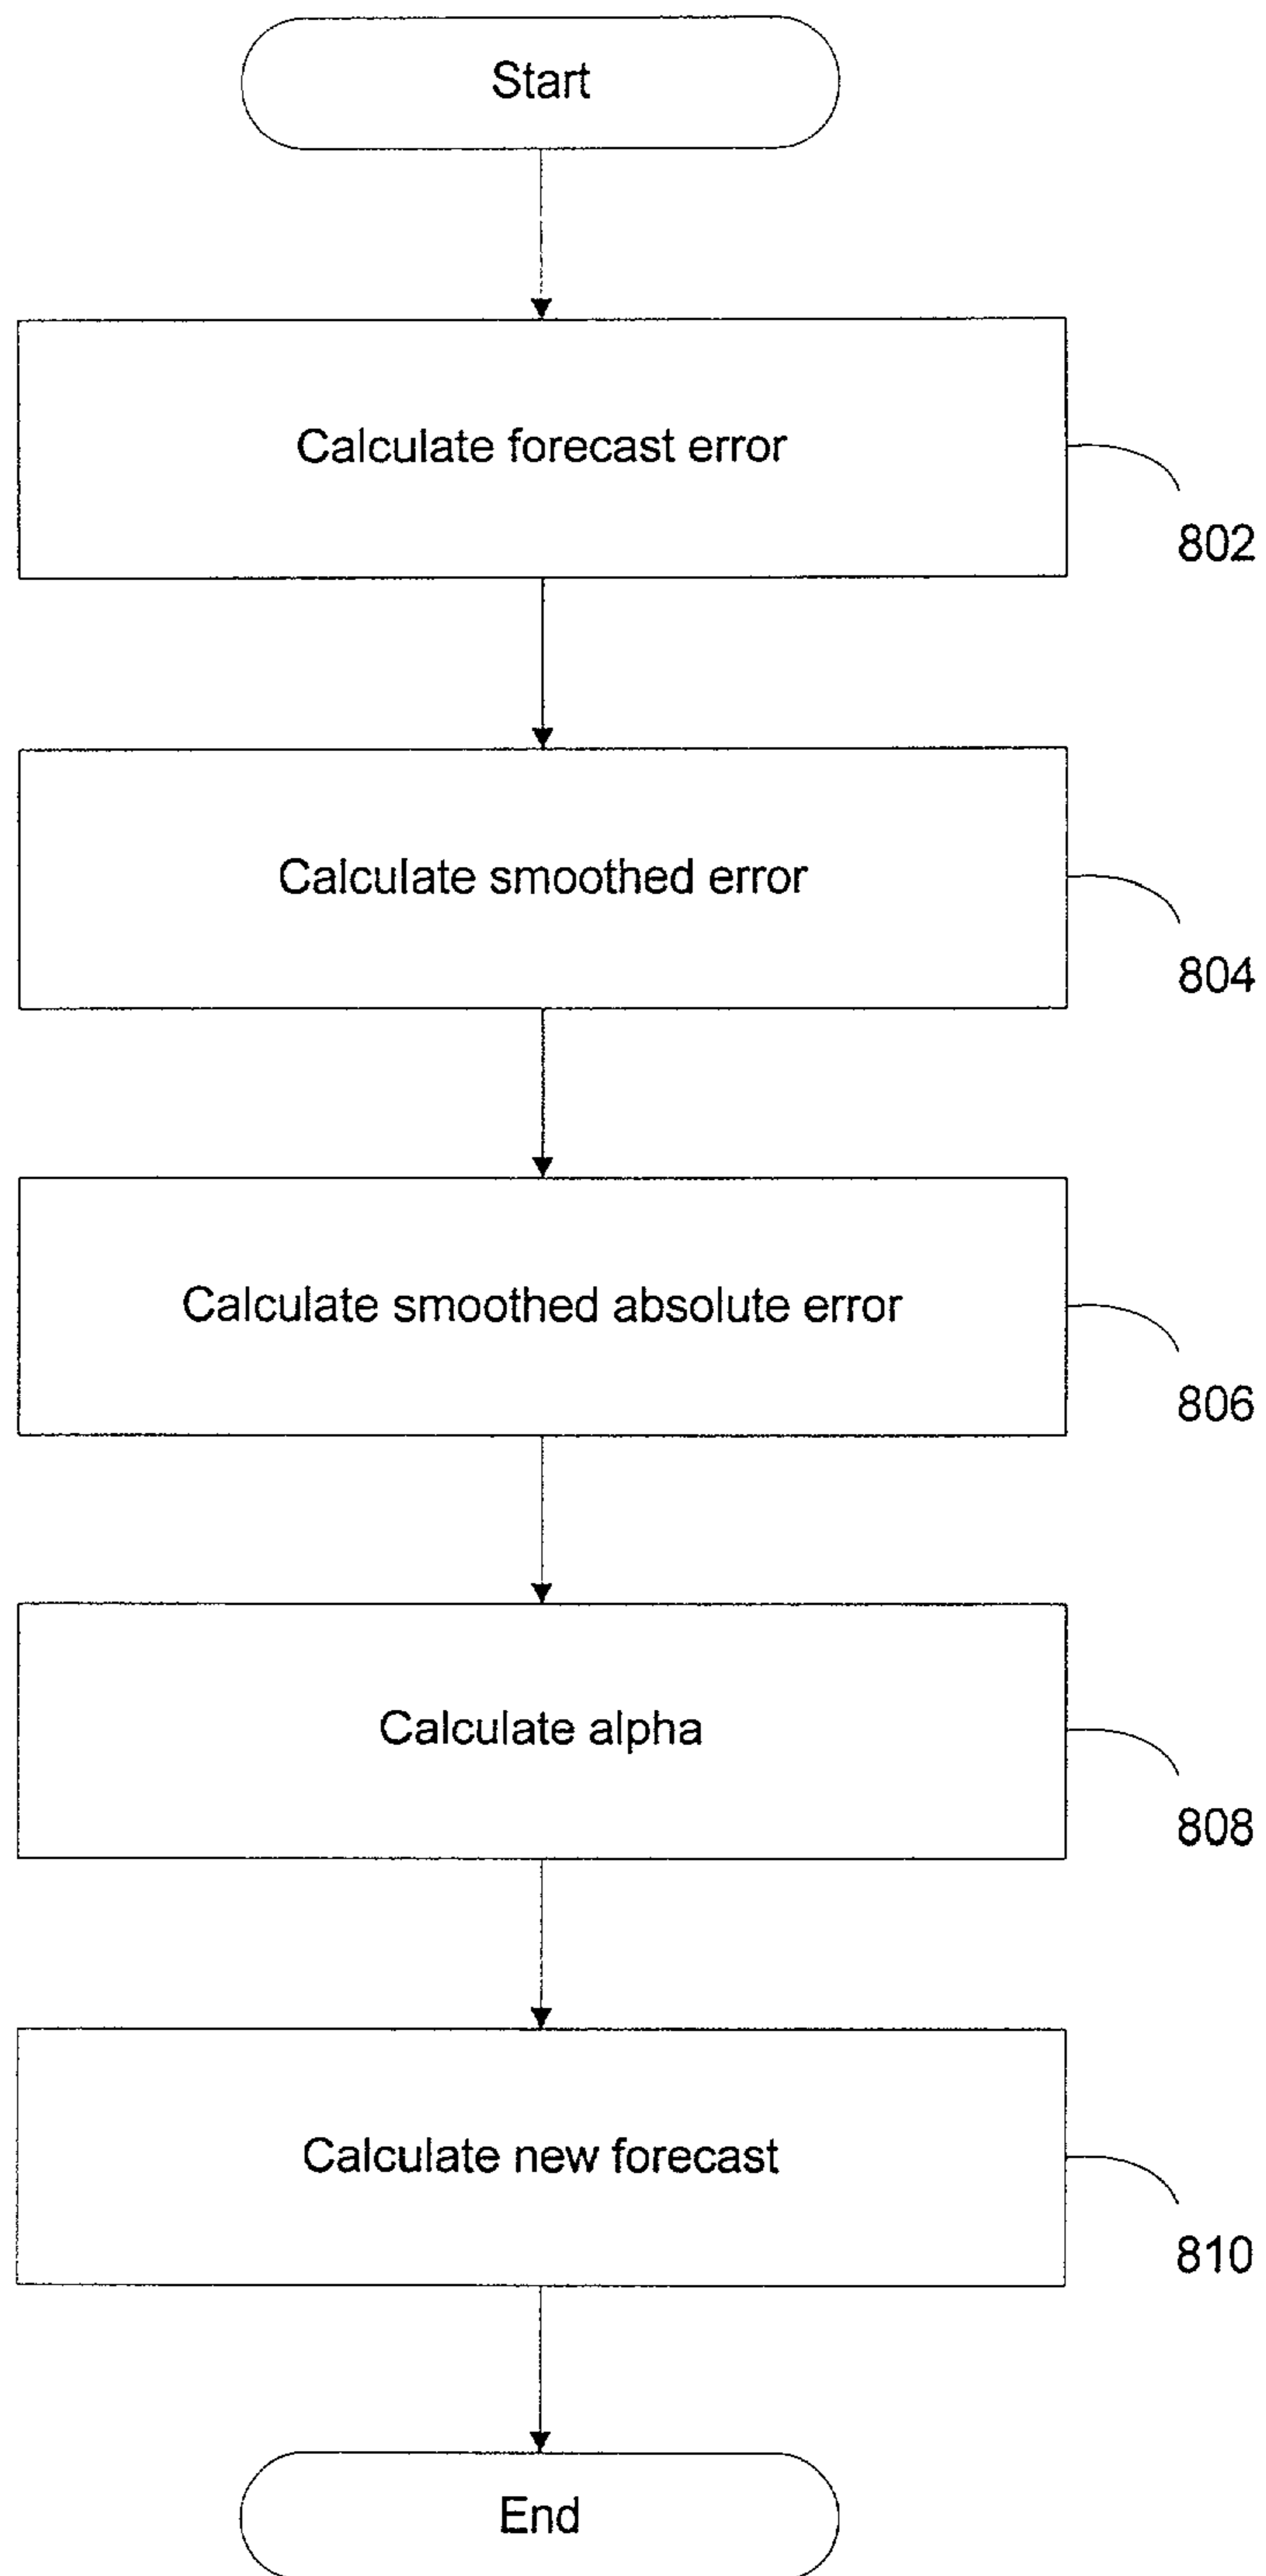 Start
Calculate forecast error
802
Calculate smoothed error
804
Calculate smoothed absolute error
806
Calculate alpha
808
Calculate new forecast
810
End